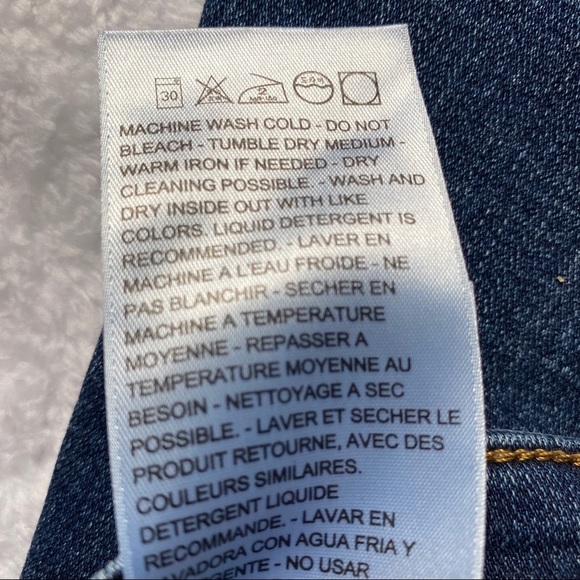 30 2
MACHINE WASH COLD - DO NOT
BLEACH - TUMBLE DRY MEDIUM -
WARM IRON IF NEEDED - DRY
CLEANING POSSIBLE. - WASH AND
DRY INSIDE OUT WITH LIKE
COLORS. LIQUID DETERGENT IS
RECOMMENDED. - LAVER EN
MACHINE A L'EAU FROIDE - NE
PAS BLANCHIR - SECHER EN
MACHINE A TEMPERATURE
MOYENNE - REPASSER A
TEMPERATURE MOYENNE AU
BESOIN - NETTOYAGE A SEC
POSSIBLE. - LAVER ET SECHER LE
PRODUIT RETOURNE, AVEC DES
COULEURS SIMILAIRES.
DETERGENT LIQUIDE
RECOMMANDE. - LAVAR EN
LAVADORA CON AGUA FRIA Y
- NO USAR